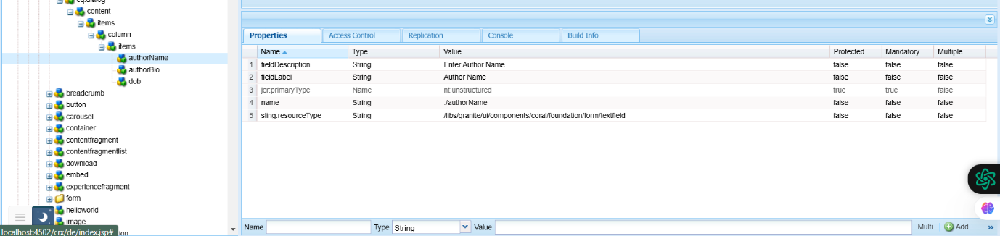 cq:dialog
content
items
column
items
authorName
authorBio
dob
breadcrumb
button
carousel
container
contentfragment
contentfragmentlist
download
embed
experiencefragment
form
helloworld
image
localhost:4502/crx/de/index.jsp#
Properties Access Control Replication Console Build Info
Name Type Value Protected Mandatory Multiple
1 fieldDescription String Enter Author Name false false false
2 fieldLabel String Author Name false false false
3 jcr:primaryType Name nt:unstructured true true false
4 name String ./authorName false false false
5 sling:resourceType String /libs/granite/ui/components/coral/foundation/form/textfield false false false
Name Type String Value Multi Add »